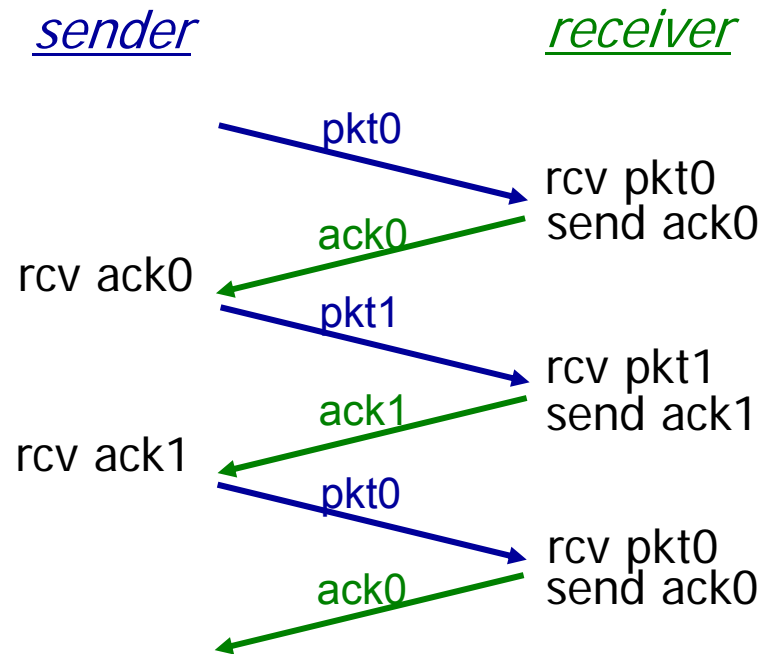 sender
receiver
pkt0
rcv pkt0
send ack0
ack0
rcv ack0
pkt1
rcv pkt1
send ack1
ack1
rcv ack1
pkt0
rcv pkt0
send ack0
ack0